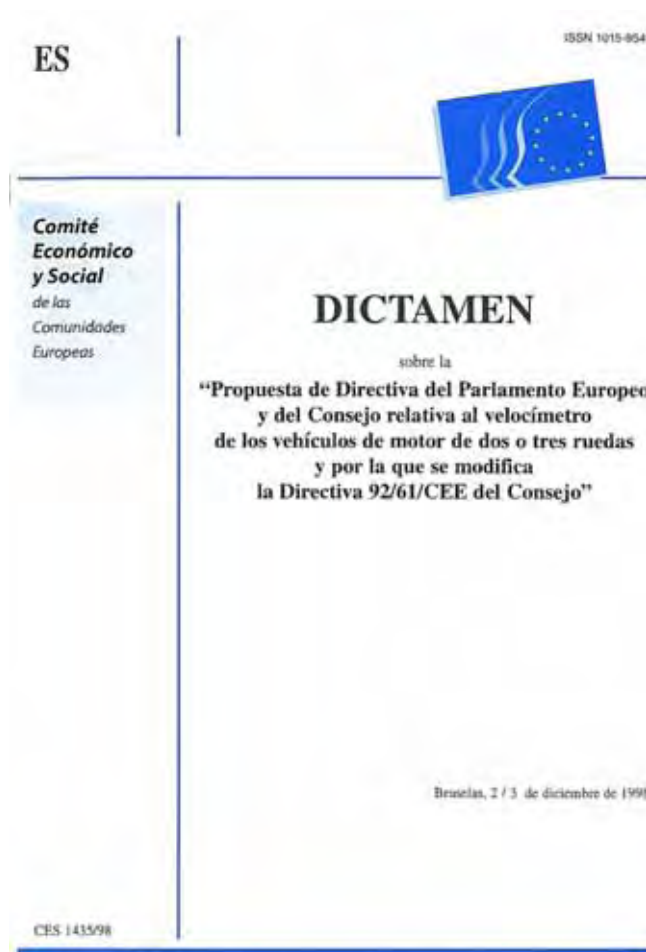 ES
ISSN 1015-954
Comité
Económico
y Social
de las
Comunidades
Europeas
DICTAMEN
sobre la
“Propuesta de Directiva del Parlamento Europeo
y del Consejo relativa al velocímetro
de los vehículos de motor de dos o tres ruedas
y por la que se modifica
la Directiva 92/61/CEE del Consejo”
Bruselas, 2 / 3 de diciembre de 1998
CES 1435/98